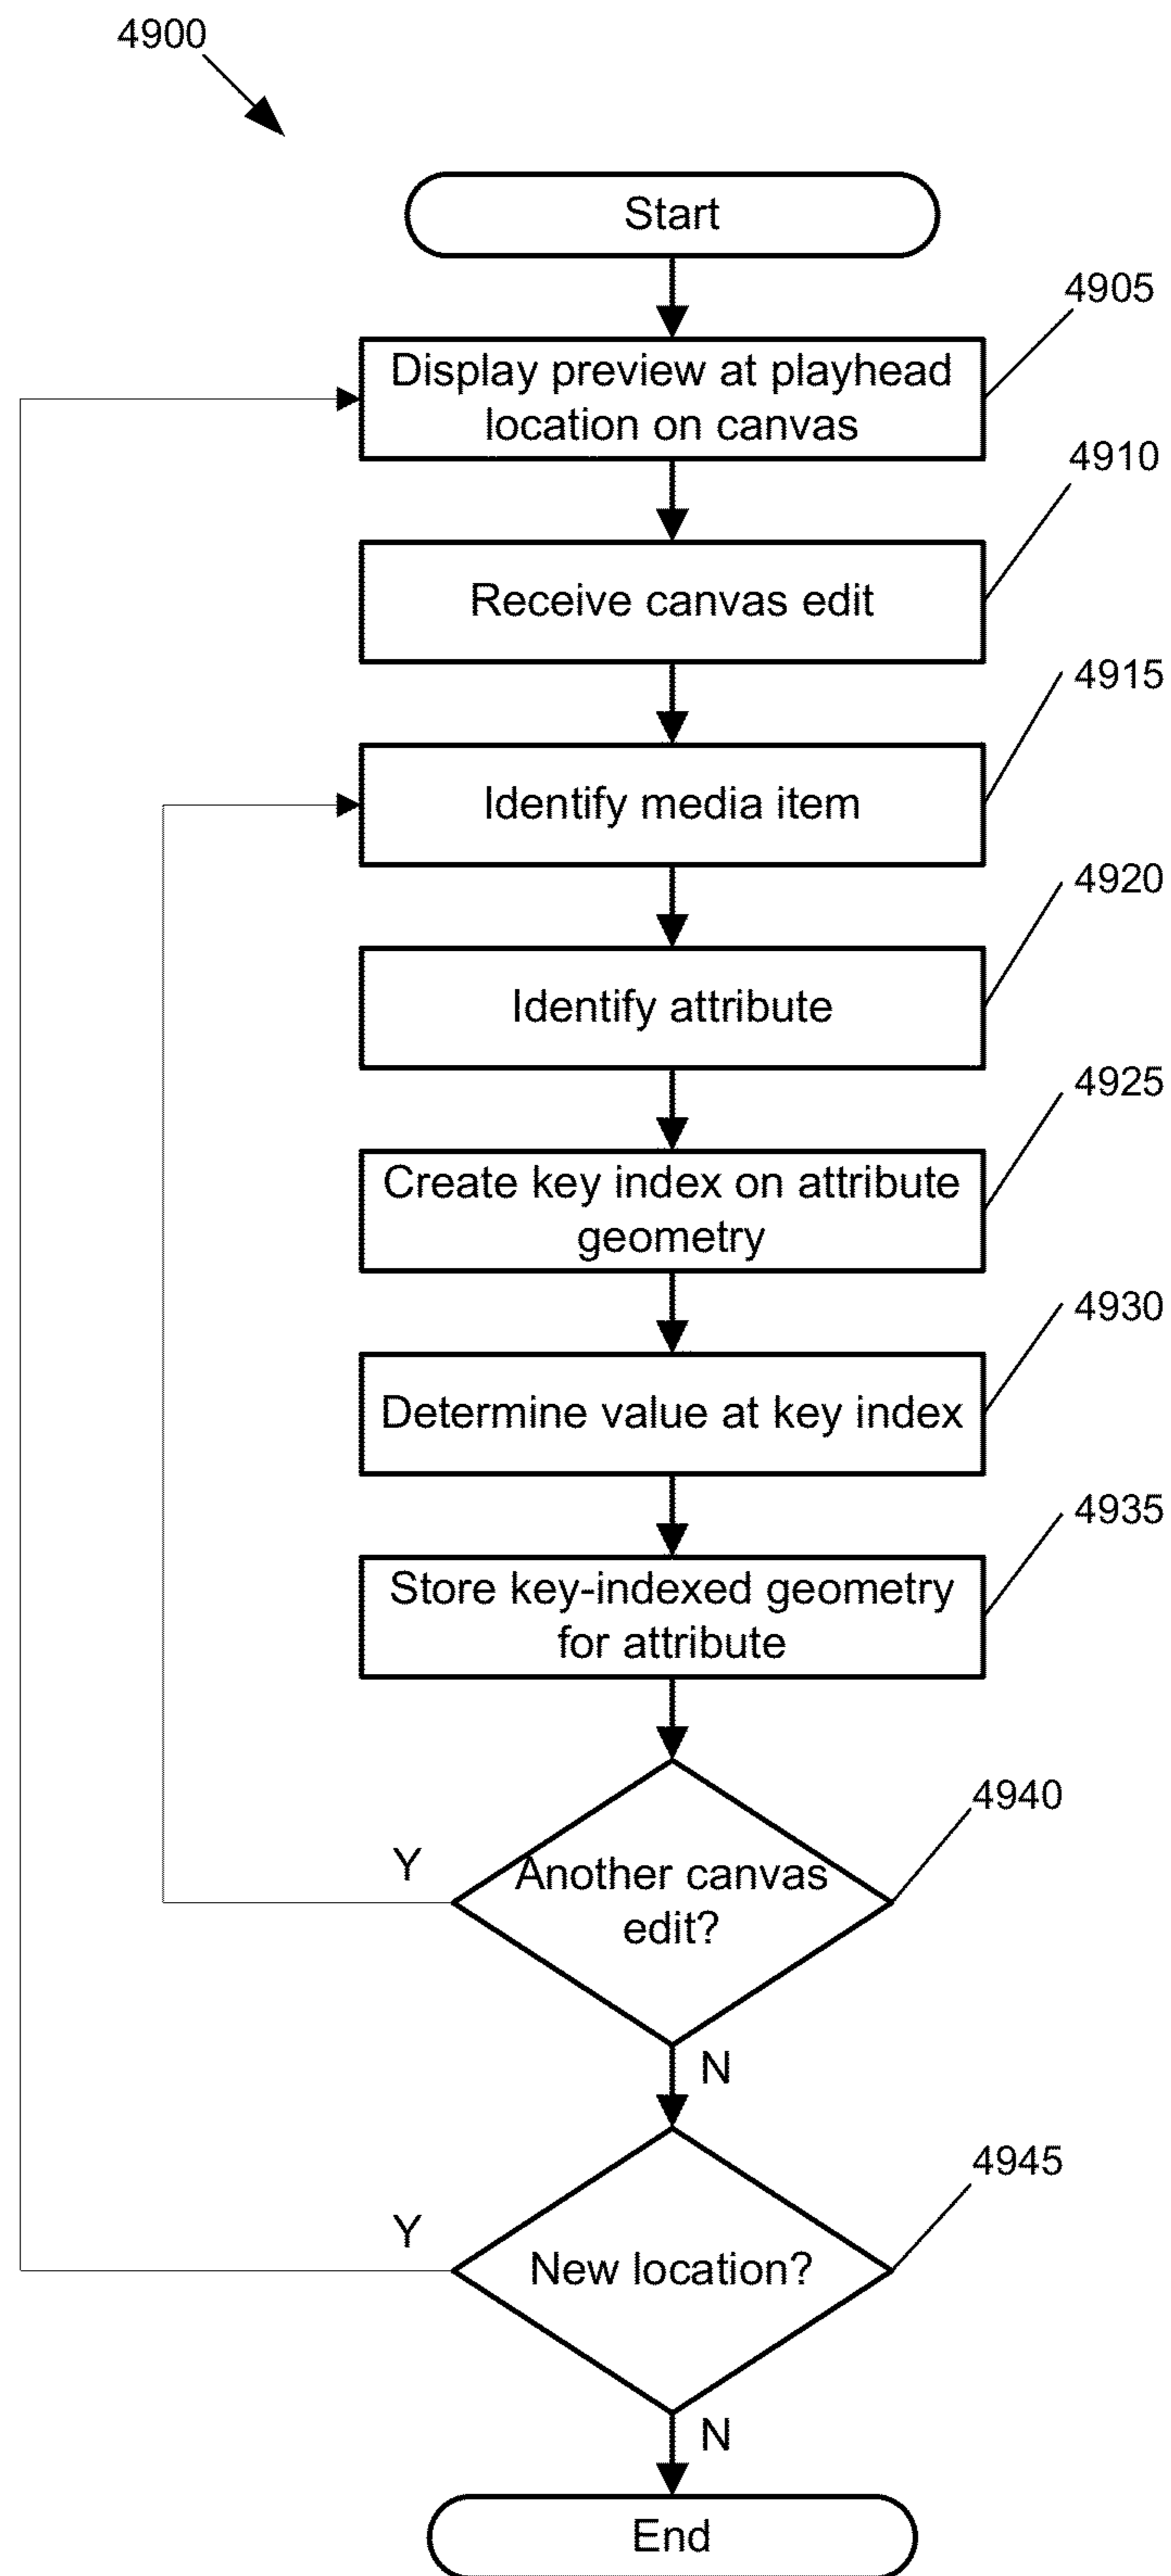 4900
Start
4905
Display preview at playhead
location on canvas
4910
Receive canvas edit
4915
Identify media item
4920
Identify attribute
4925
Create key index on attribute
geometry
4930
Determine value at key index
4935
Store key-indexed geometry
for attribute
4940
Y
Another canvas
edit?
N
4945
Y
New location?
N
End